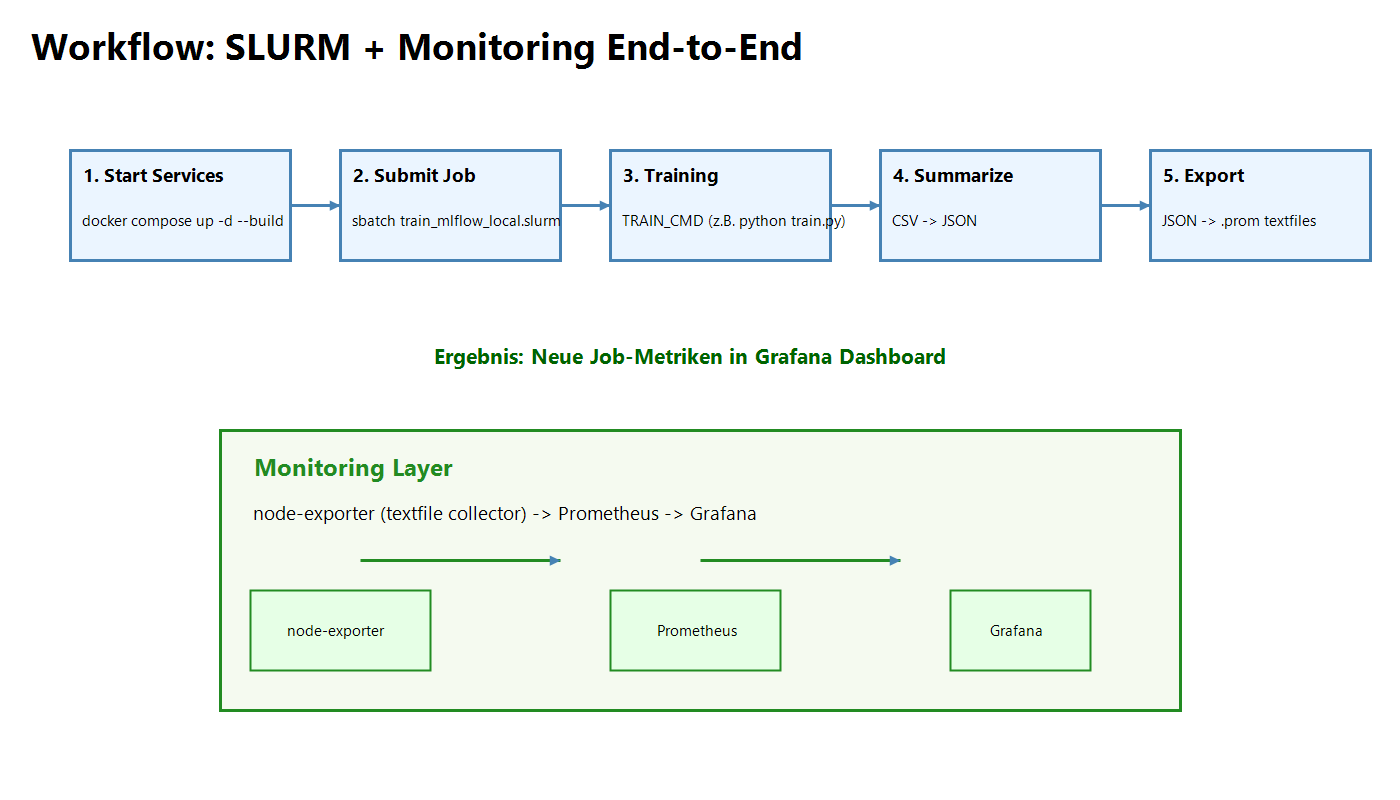 Workflow: SLURM + Monitoring End-to-End
1. Start Services
docker compose up -d --build
2. Submit Job
sbatch train_mlflow_local.slurm
3. Training
TRAIN_CMD (z.B. python train.py)
4. Summarize
CSV -> JSON
5. Export
JSON -> .prom textfiles
Ergebnis: Neue Job-Metriken in Grafana Dashboard
Monitoring Layer
node-exporter (textfile collector) -> Prometheus -> Grafana
node-exporter
Prometheus
Grafana